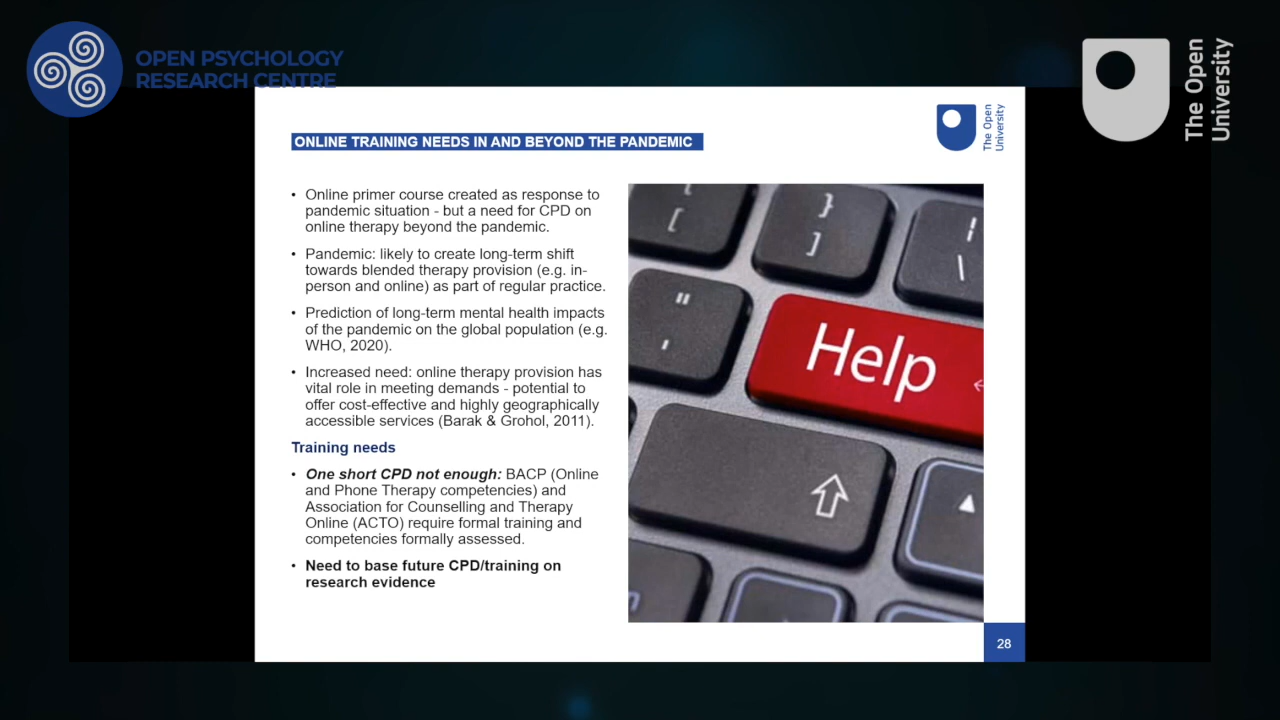 OPEN PSYCHOLOGY
RESEARCH CENTRE
The Open
University
The Open
University
ONLINE TRAINING NEEDS IN AND BEYOND THE PANDEMIC
• Online primer course created as response to
pandemic situation - but a need for CPD on
online therapy beyond the pandemic.
• Pandemic: likely to create long-term shift
towards blended therapy provision (e.g. in-
person and online) as part of regular practice.
• Prediction of long-term mental health impacts
of the pandemic on the global population (e.g.
WHO, 2020).
• Increased need: online therapy provision has
vital role in meeting demands - potential to
offer cost-effective and highly geographically
accessible services (Barak & Grohol, 2011).
Training needs
• One short CPD not enough: BACP (Online
and Phone Therapy competencies) and
Association for Counselling and Therapy
Online (ACTO) require formal training and
competencies formally assessed.
• Need to base future CPD/training on
research evidence
[
}
]
\
"
'
Help
28